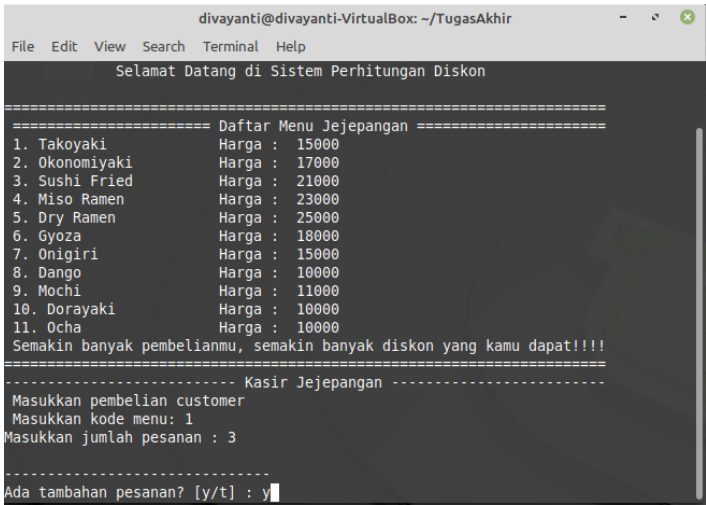 divayanti@divayanti-VirtualBox: ~/TugasAkhir
File Edit View Search Terminal Help
Selamat Datang di Sistem Perhitungan Diskon
======================================================================
======================= Daftar Menu Jejepangan ======================
1. Takoyaki Harga : 15000
2. Okonomiyaki Harga : 17000
3. Sushi Fried Harga : 21000
4. Miso Ramen Harga : 23000
5. Dry Ramen Harga : 25000
6. Gyoza Harga : 18000
7. Onigiri Harga : 15000
8. Dango Harga : 10000
9. Mochi Harga : 11000
10. Dorayaki Harga : 10000
11. Ocha Harga : 10000
Semakin banyak pembelianmu, semakin banyak diskon yang kamu dapat!!!!
======================================================================
--------------------------- Kasir Jejepangan -------------------------
Masukkan pembelian customer
Masukkan kode menu: 1
Masukkan jumlah pesanan : 3
-------------------------------
Ada tambahan pesanan? [y/t] : y